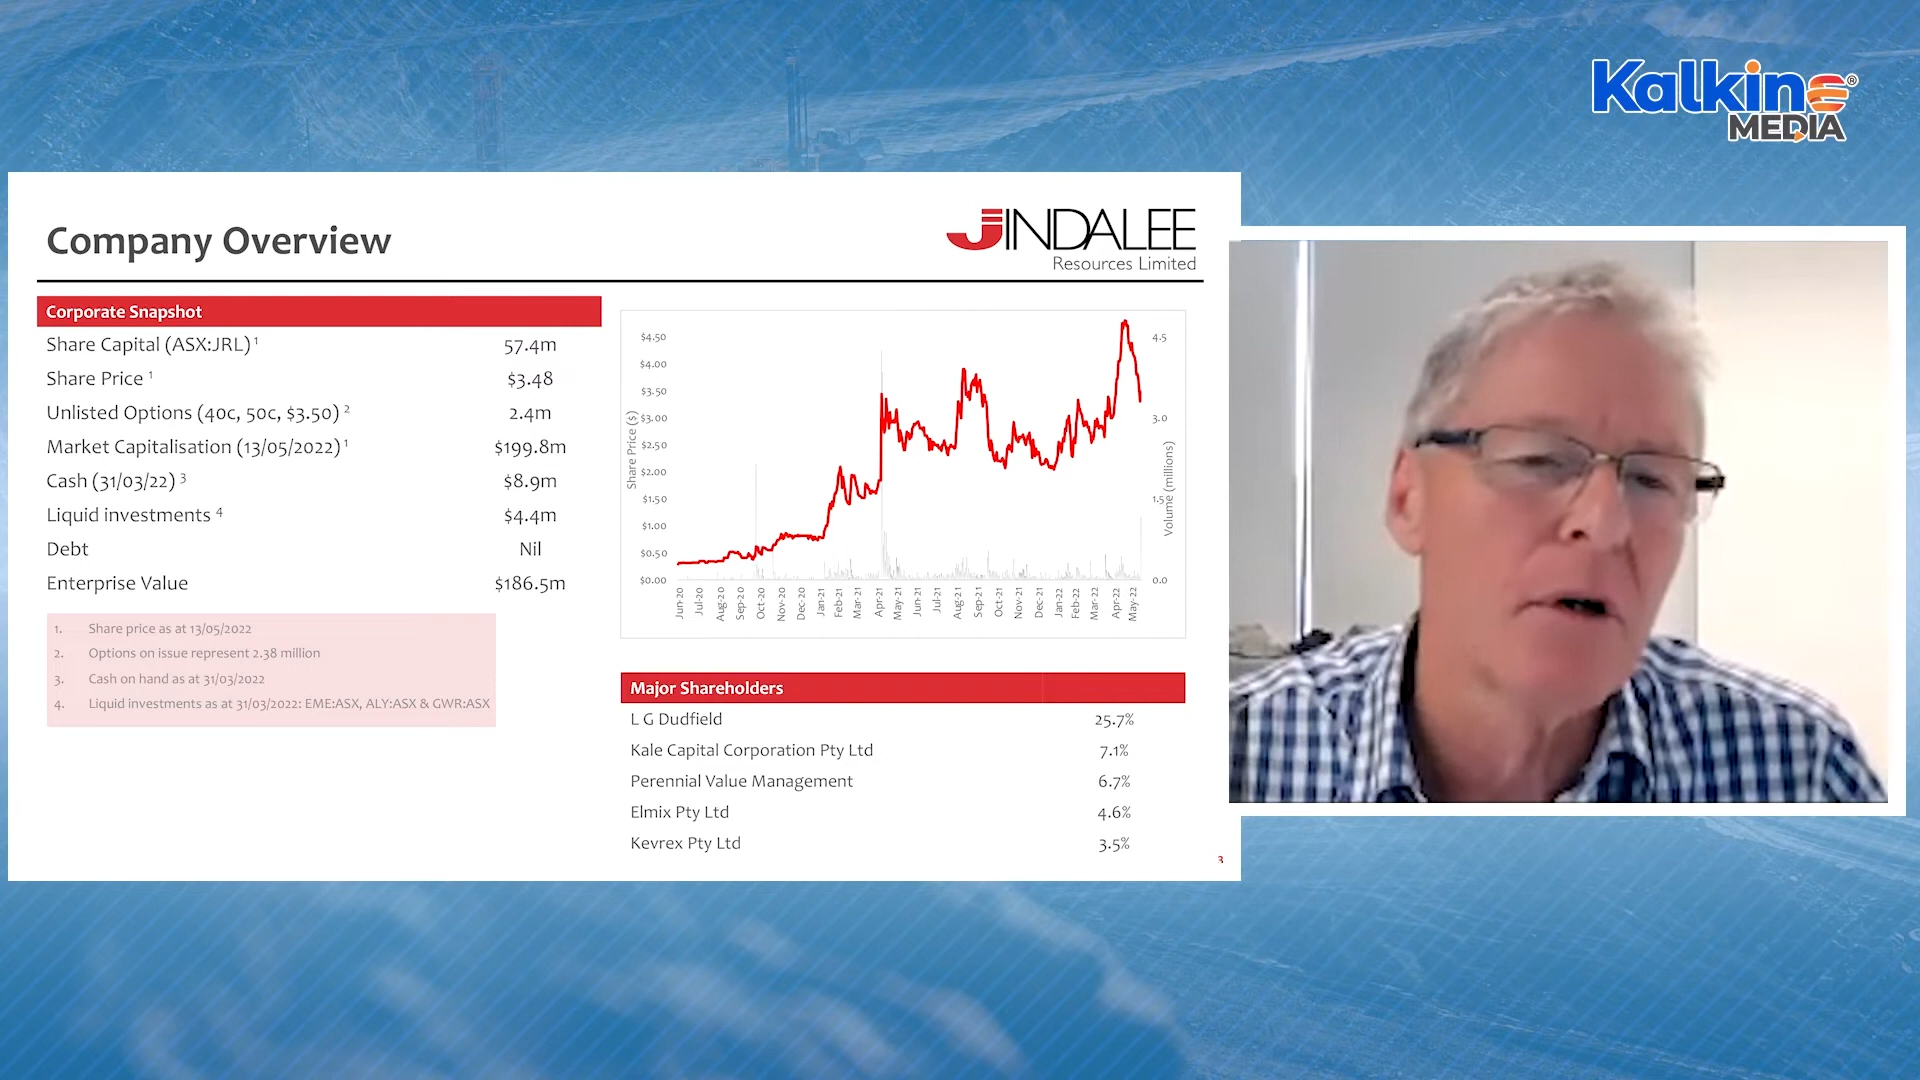 Kalkine®
MEDIA
Company Overview
JINDALEE
Resources Limited
Corporate Snapshot
Share Capital (ASX:JRL) 1 57.4m
Share Price 1 $3.48
Unlisted Options (40c, 50c, $3.50) 2 2.4m
Market Capitalisation (13/05/2022) 1 $199.8m
Cash (31/03/22) 3 $8.9m
Liquid investments 4 $4.4m
Debt Nil
Enterprise Value $186.5m
1. Share price as at 13/05/2022
2. Options on issue represent 2.38 million
3. Cash on hand as at 31/03/2022
4. Liquid investments as at 31/03/2022: EME:ASX, ALY:ASX & GWR:ASX
Share Price ($)
$4.50
$4.00
$3.50
$3.00
$2.50
$2.00
$1.50
$1.00
$0.50
$0.00
4.5
3.0
1.5
0.0
Volume (millions)
Jun-20
Jul-20
Aug-20
Sep-20
Oct-20
Nov-20
Dec-20
Jan-21
Feb-21
Mar-21
Apr-21
May-21
Jun-21
Jul-21
Aug-21
Sep-21
Oct-21
Nov-21
Dec-21
Jan-22
Feb-22
Mar-22
Apr-22
May-22
Major Shareholders
L G Dudfield 25.7%
Kale Capital Corporation Pty Ltd 7.1%
Perennial Value Management 6.7%
Elmix Pty Ltd 4.6%
Kevrex Pty Ltd 3.5%
3